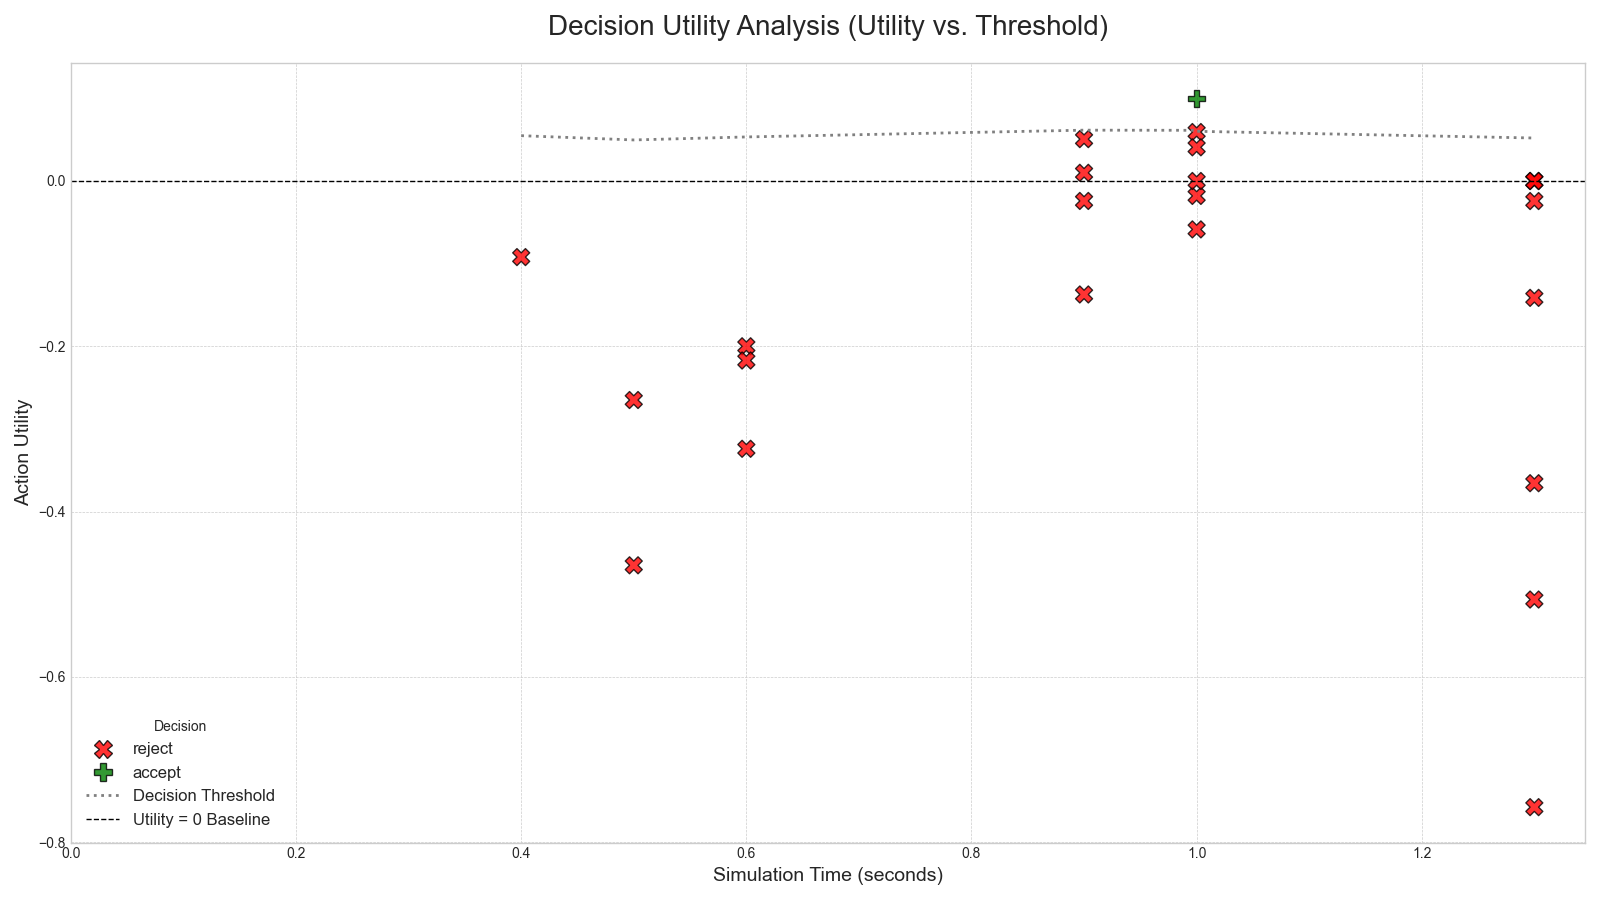 Decision Utility Analysis (Utility vs. Threshold)
Action Utility
0.0
−0.2
−0.4
−0.6
−0.8
Decision
reject
accept
Decision Threshold
Utility = 0 Baseline
0.0 0.2 0.4 0.6 0.8 1.0 1.2
Simulation Time (seconds)